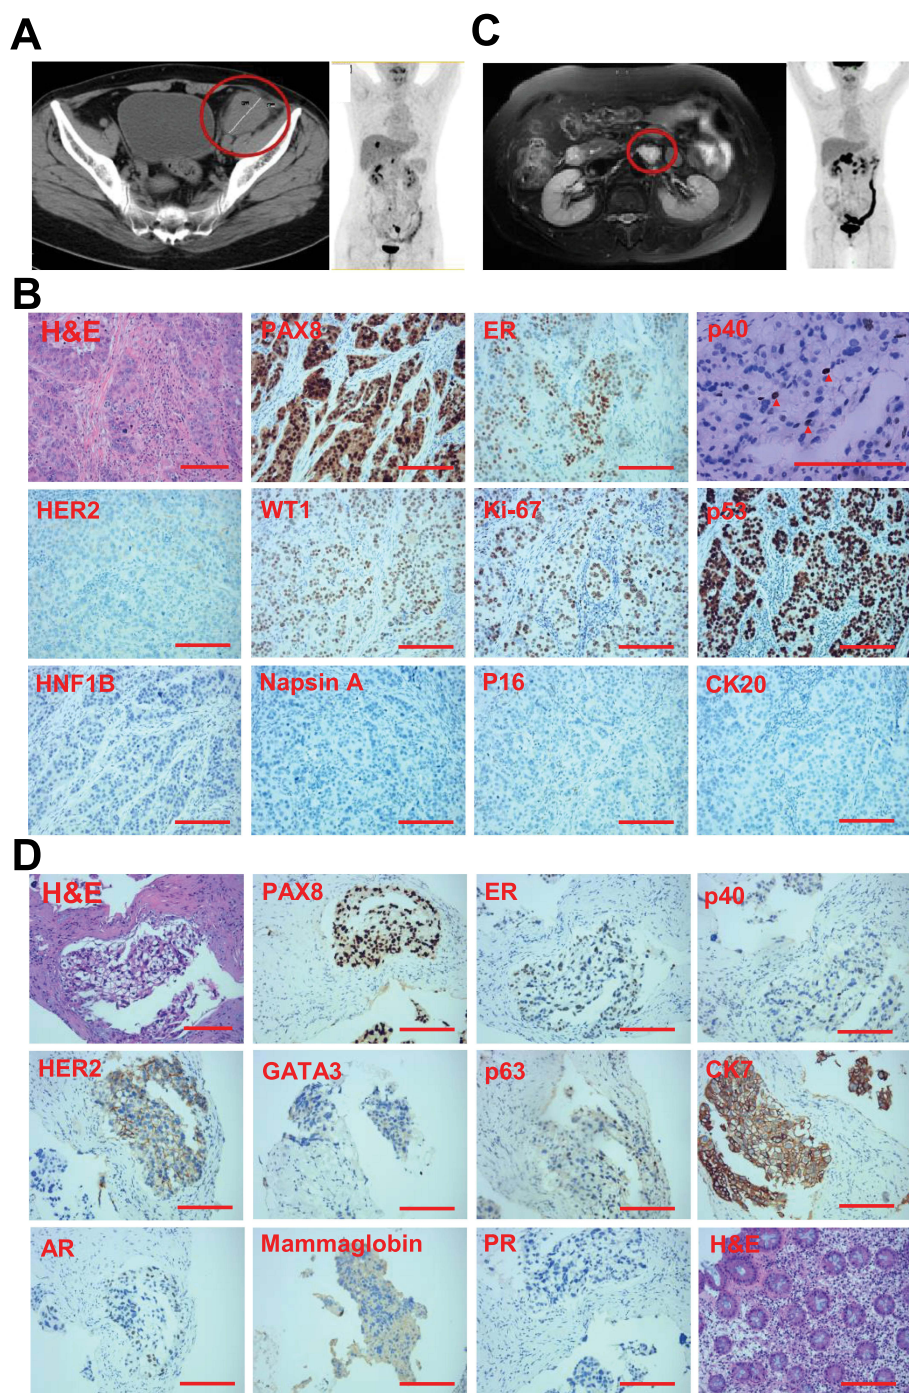 A
C
B
H&E
PAX8
ER
p40
HER2
WT1
Ki-67
p53
HNF1B
Napsin A
P16
CK20
D
H&E
PAX8
ER
p40
HER2
GATA3
p63
CK7
AR
Mammaglobin
PR
H&E